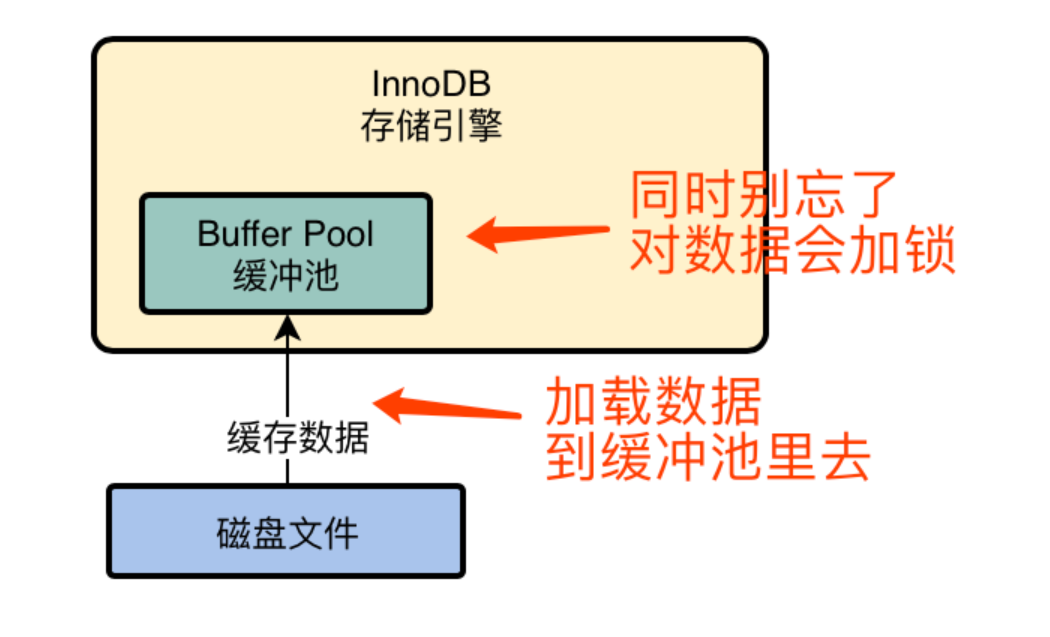 InnoDB
存储引擎
同时别忘了
对数据会加锁
Buffer Pool
缓冲池
加载数据
到缓冲池里去
缓存数据
磁盘文件